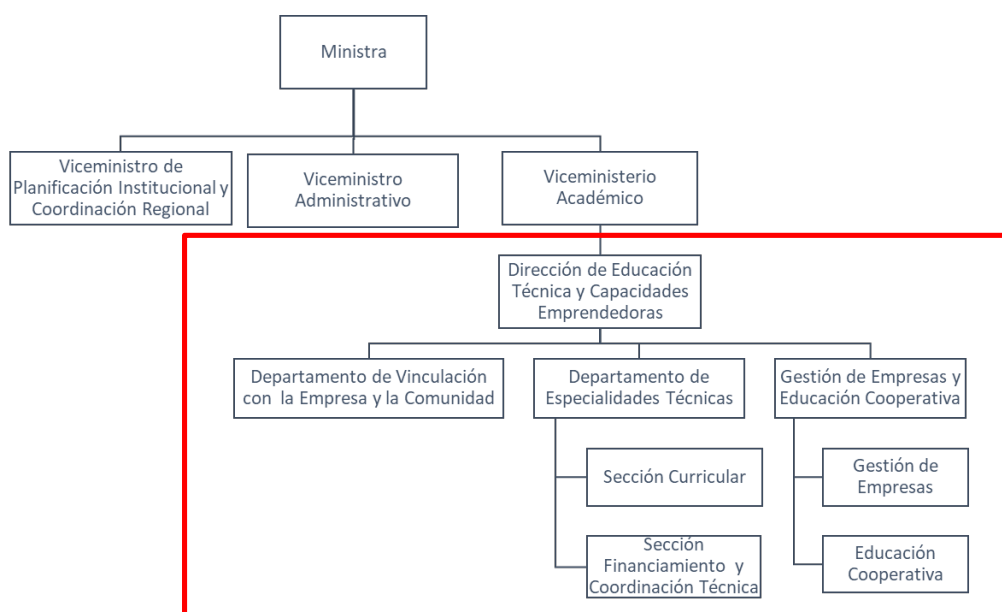 Ministra
Viceministro de
Planificación Institucional y
Coordinación Regional
Viceministro
Administrativo
Viceministerio
Académico
Dirección de Educación
Técnica y Capacidades
Emprendedoras
Departamento de Vinculación
con la Empresa y la Comunidad
Departamento de
Especialidades Técnicas
Gestión de Empresas y
Educación Cooperativa
Sección Curricular
Gestión de
Empresas
Sección
Financiamiento y
Coordinación Técnica
Educación
Cooperativa